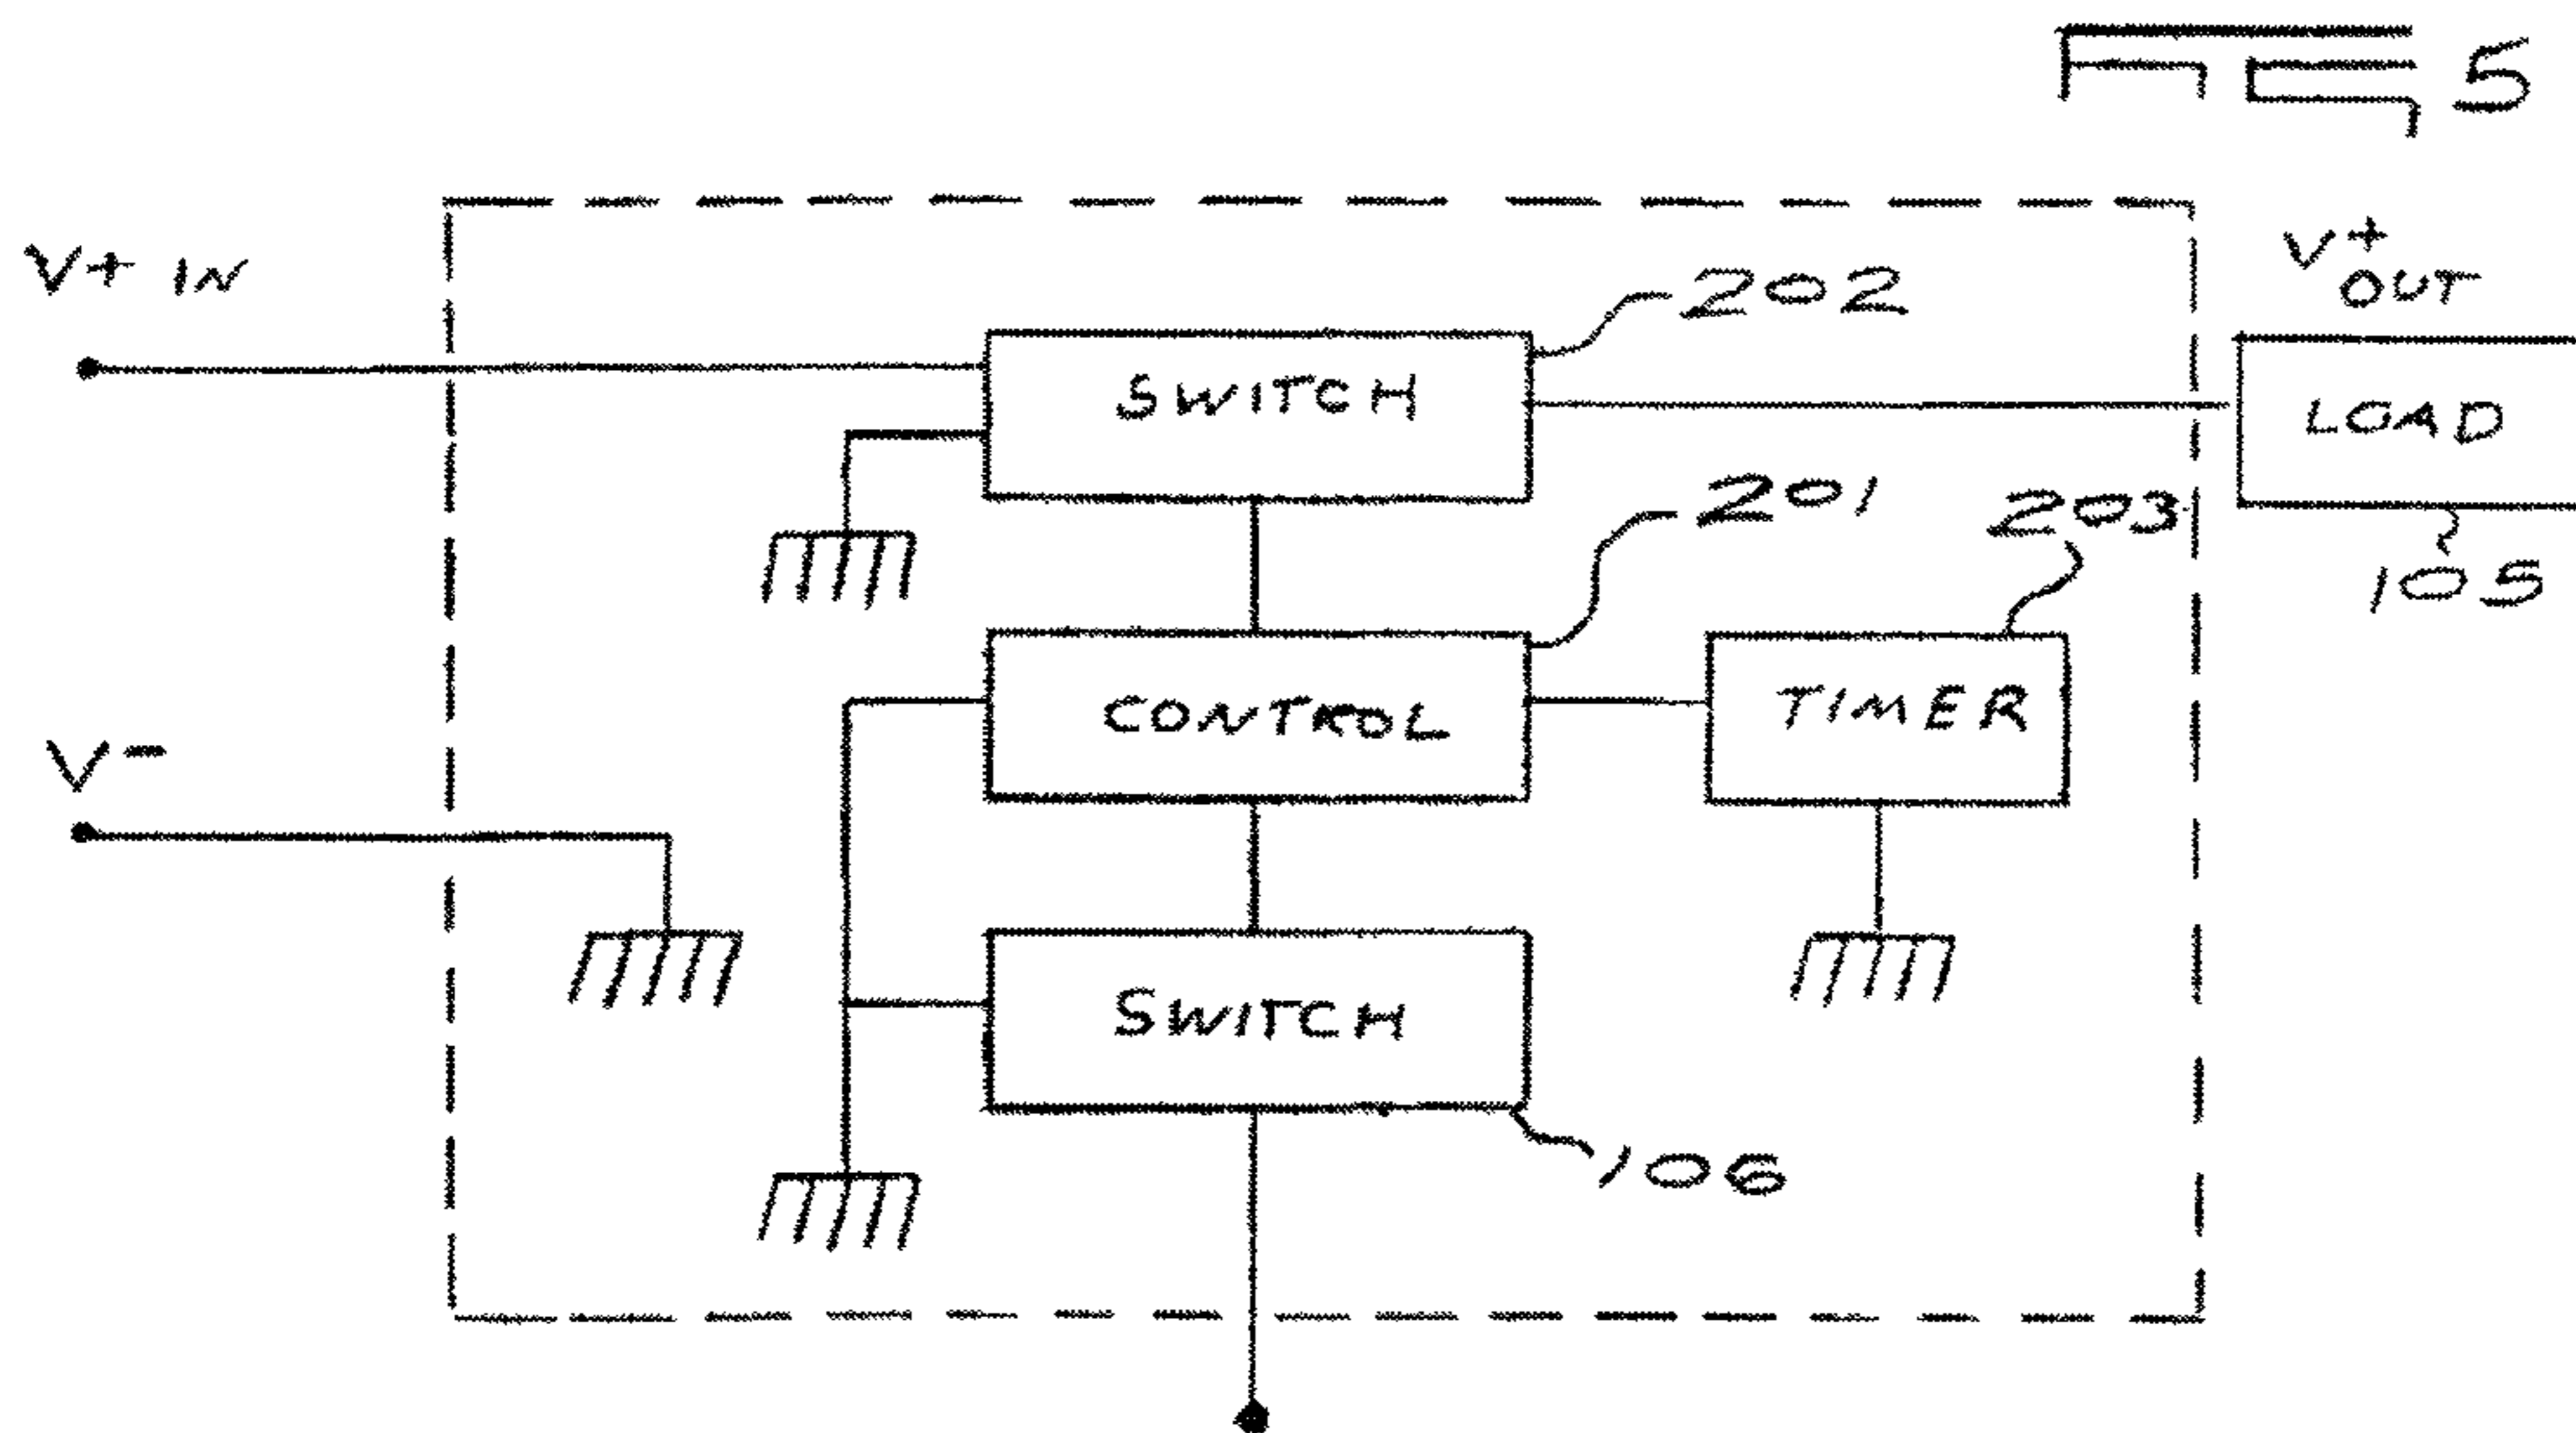 FIG 5
V+ IN
202
V+
OUT
SWITCH
LOAD
201
203
105
CONTROL
TIMER
V-
SWITCH
106